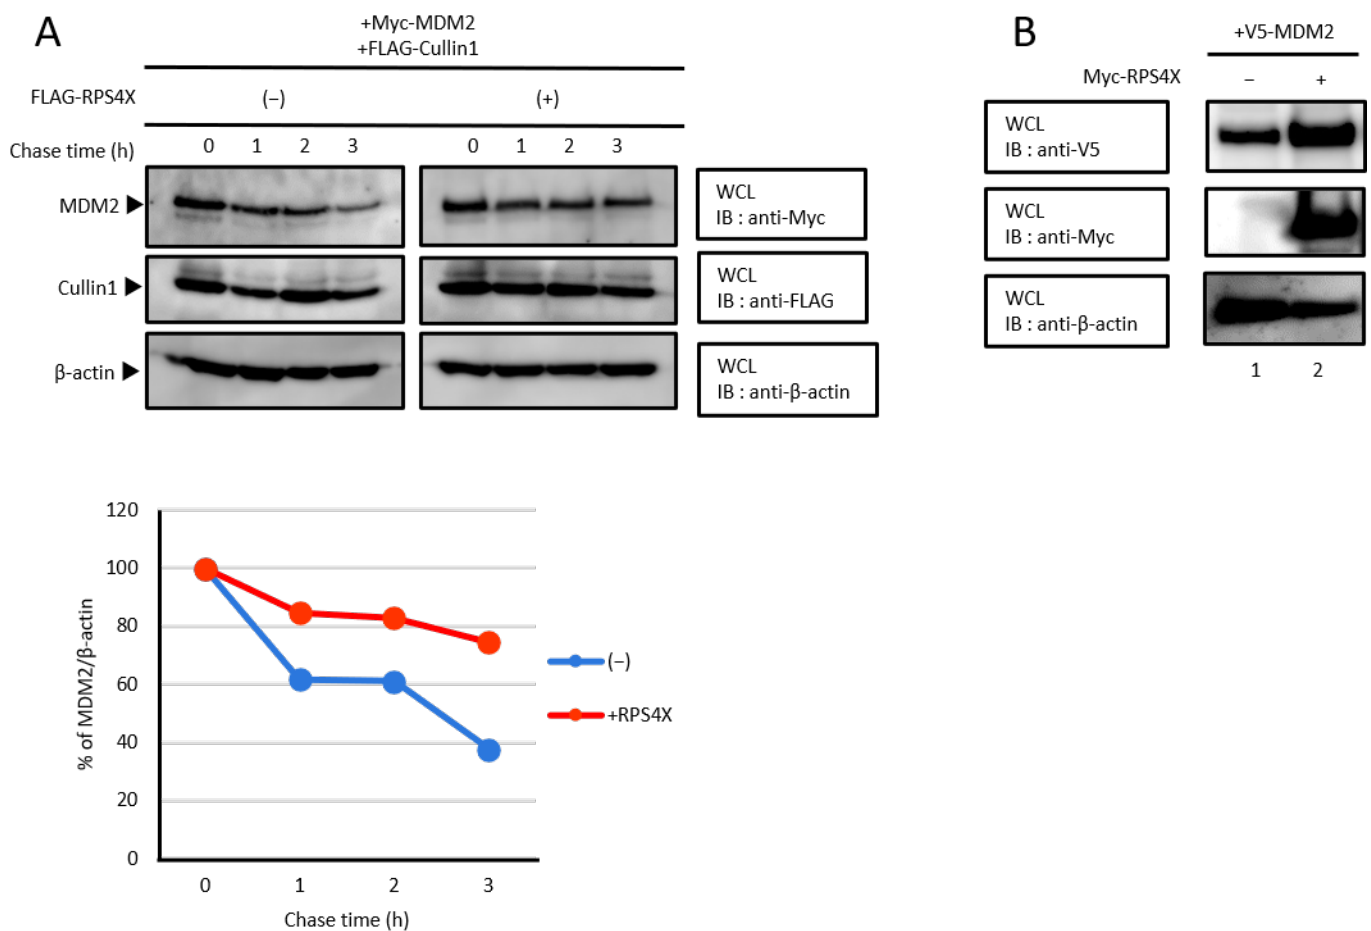 A
+Myc-MDM2
+FLAG-Cullin1
FLAG-RPS4X (−) (+)
Chase time (h) 0 1 2 3 0 1 2 3
MDM2
WCL
IB : anti-Myc
Cullin1
WCL
IB : anti-FLAG
β-actin
WCL
IB : anti-β-actin
120
100
80
60
40
20
0
% of MDM2/β-actin
0 1 2 3
Chase time (h)
(−)
+RPS4X
B
+V5-MDM2
Myc-RPS4X − +
WCL
IB : anti-V5
WCL
IB : anti-Myc
WCL
IB : anti-β-actin
1 2